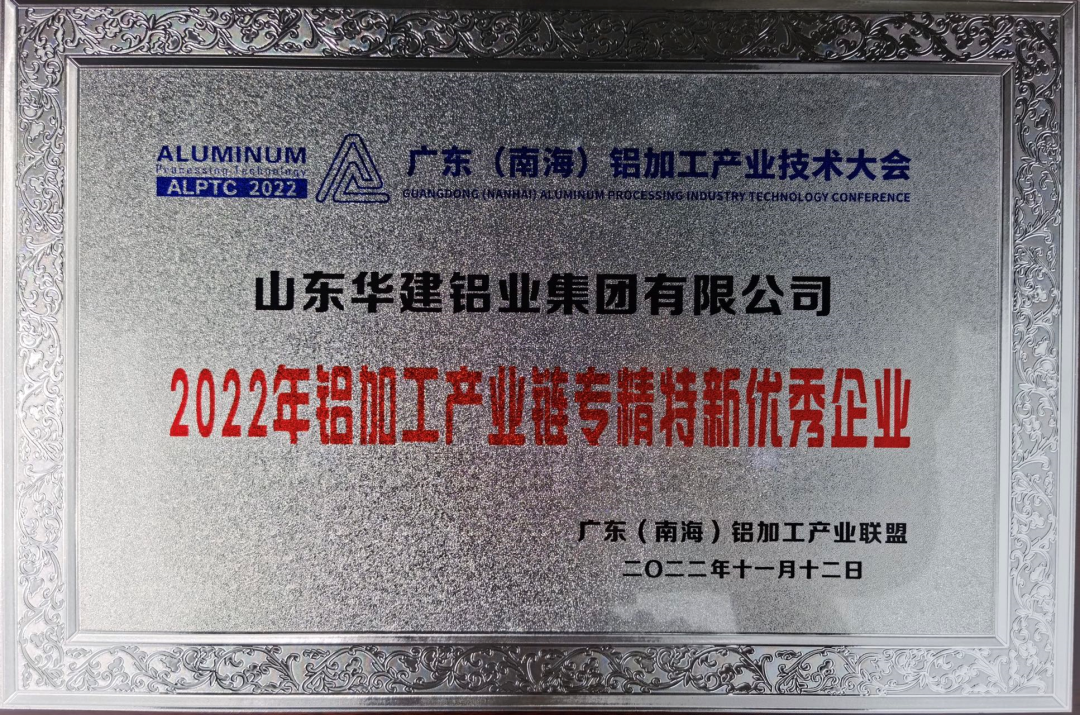 ALUMINUM
Processing Technology
ALPTC 2022
广东（南海）铝加工产业技术大会
GUANGDONG (NANHAI) ALUMINUM PROCESSING INDUSTRY TECHNOLOGY CONFERENCE
山东华建铝业集团有限公司
2022年铝加工产业链专精特新优秀企业
广东（南海）铝加工产业联盟
二〇二二年十一月十二日